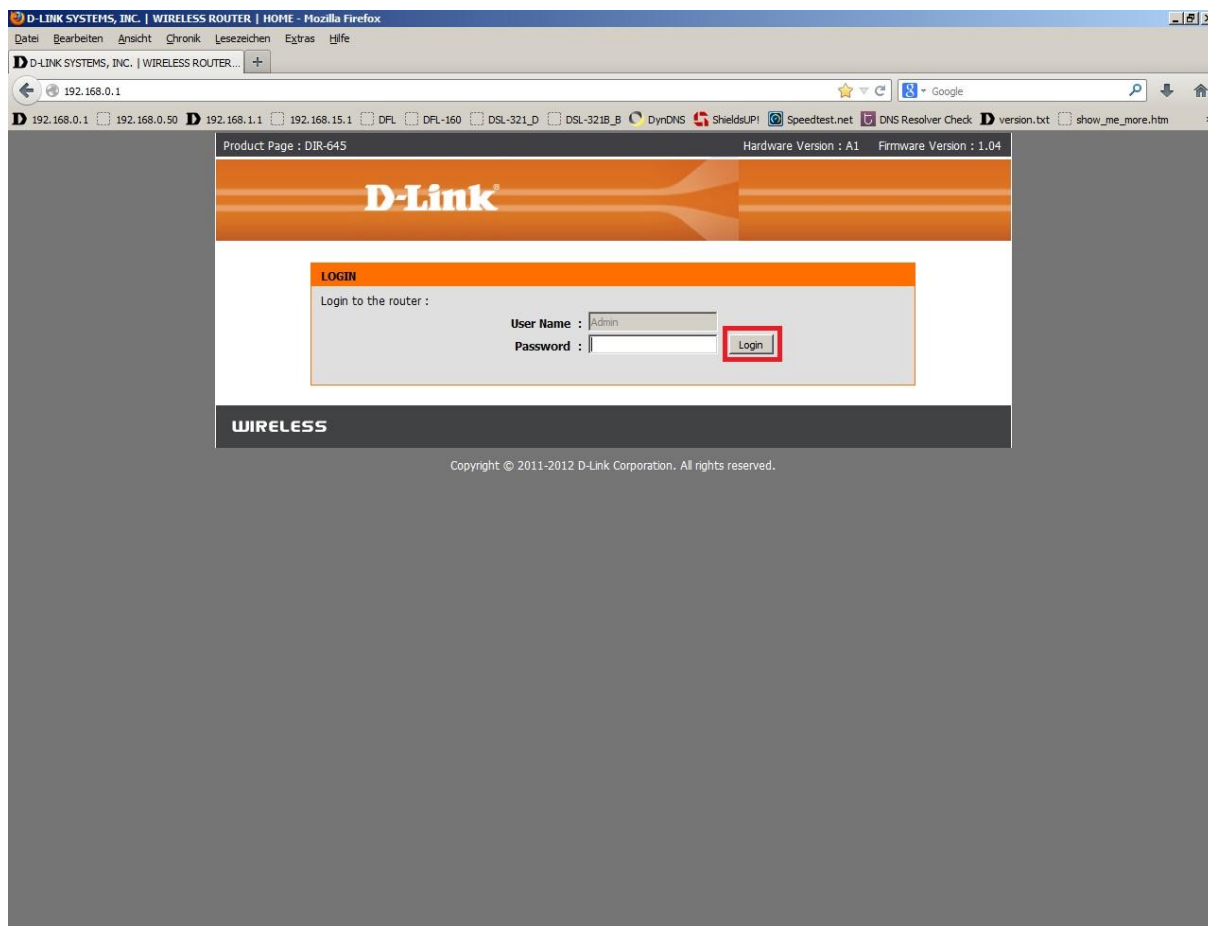 D-LINK SYSTEMS, INC. | WIRELESS ROUTER | HOME - Mozilla Firefox
Datei Bearbeiten Ansicht Chronik Lesezeichen Extras Hilfe
D-LINK SYSTEMS, INC. | WIRELESS ROUTER... +
192.168.0.1 Google
192.168.0.1 192.168.0.50 192.168.1.1 192.168.15.1 DFL DFL-160 DSL-321_D DSL-321B_B DynDNS ShieldsUP! Speedtest.net DNS Resolver Check version.txt show_me_more.htm
Product Page : DIR-645 Hardware Version : A1 Firmware Version : 1.04
D-Link
LOGIN
Login to the router :
User Name : Admin
Password : Login
WIRELESS
Copyright © 2011-2012 D-Link Corporation. All rights reserved.